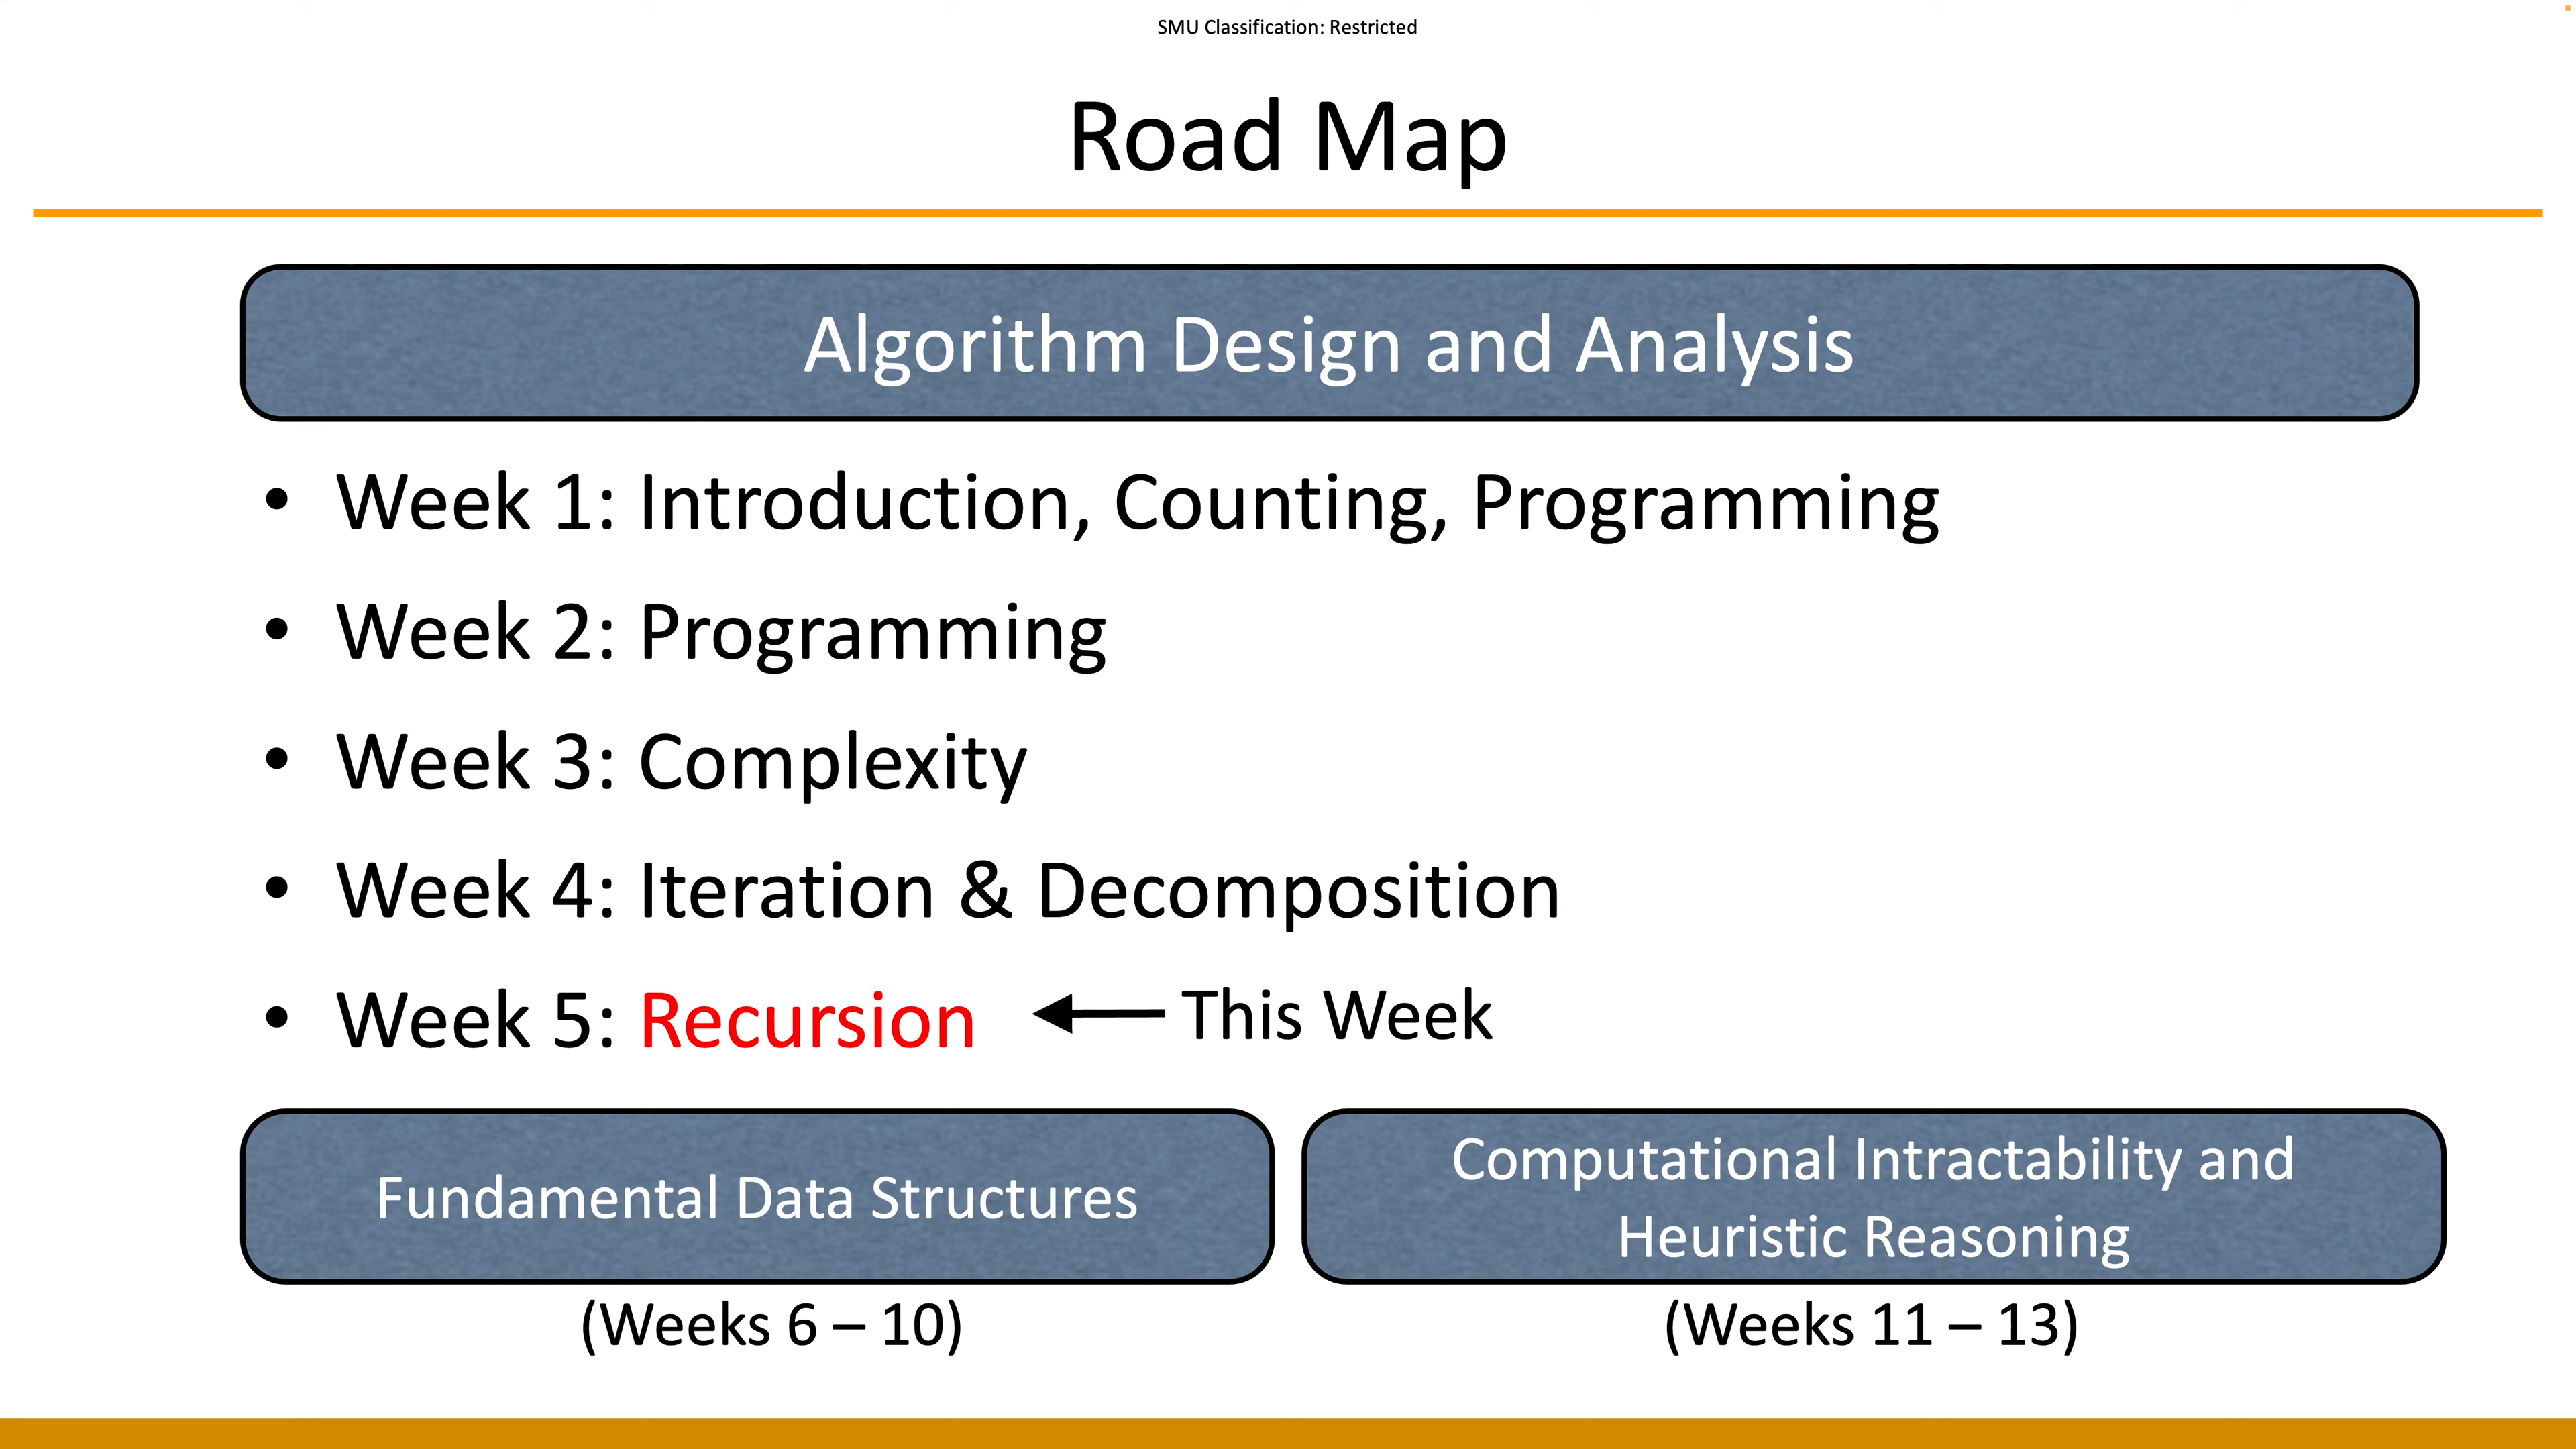 SMU Classification: Restricted
Road Map
Algorithm Design and Analysis
• Week 1: Introduction, Counting, Programming
• Week 2: Programming
• Week 3: Complexity
• Week 4: Iteration & Decomposition
• Week 5: Recursion
This Week
Fundamental Data Structures
(Weeks 6 – 10)
Computational Intractability and
Heuristic Reasoning
(Weeks 11 – 13)